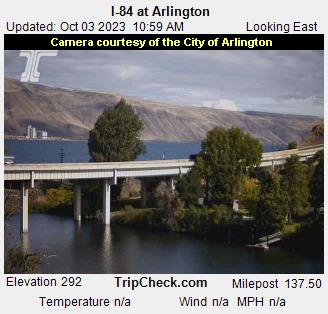 I-84 at Arlington
Updated: Oct 03 2023 10:59 AM Looking East
Camera courtesy of the City of Arlington
Elevation 292 TripCheck.com Milepost 137.50
Temperature n/a Wind n/a MPH n/a